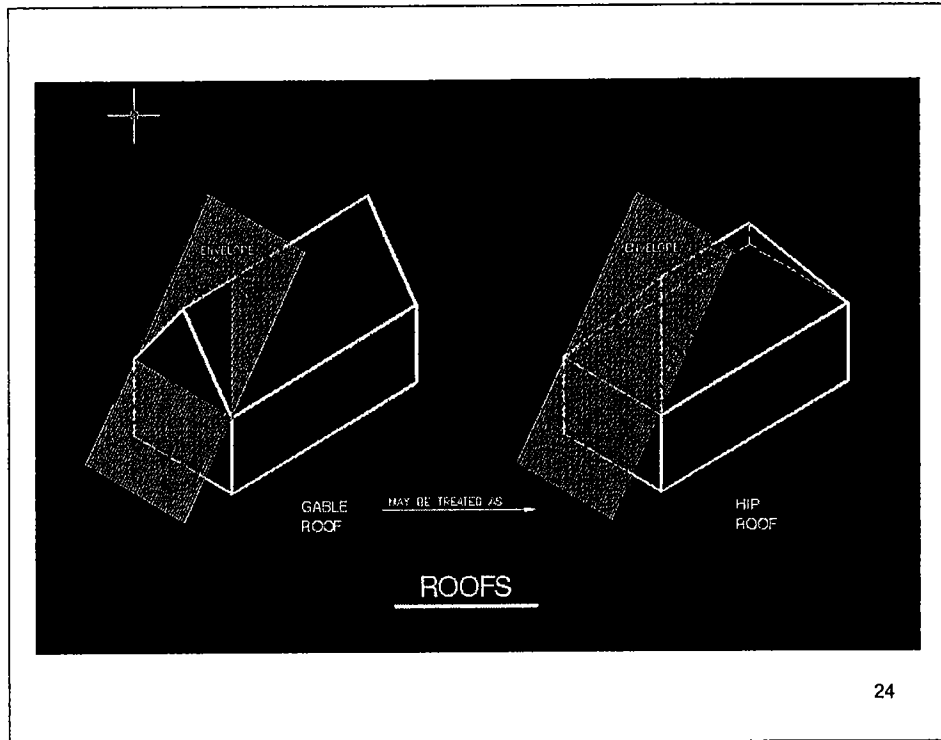 ENVELOPE
ENVELOPE
GABLE
ROOF
MAY BE TREATED AS
HIP
ROOF
ROOFS
24